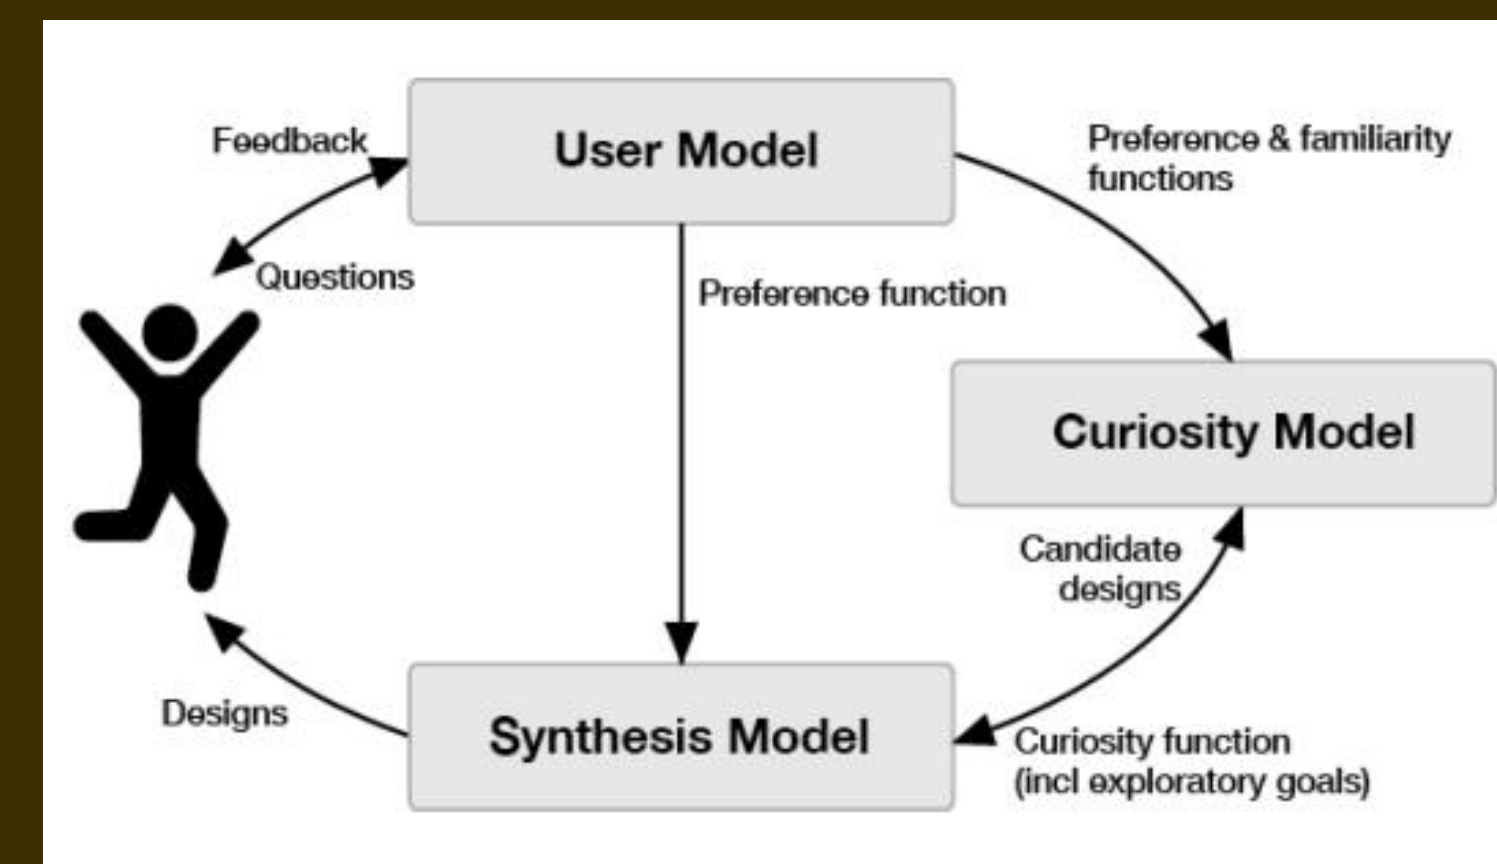 User Model
Feedback
Preference & familiarity
functions
Questions
Preference function
Curiosity Model
Candidate
designs
Designs
Synthesis Model
Curiosity function
(incl exploratory goals)